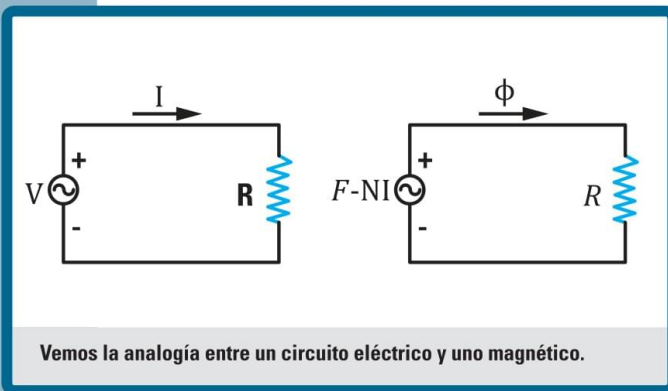 I
+
V
R
-
ϕ
+
F-NI
R
-
Vemos la analogía entre un circuito eléctrico y uno magnético.